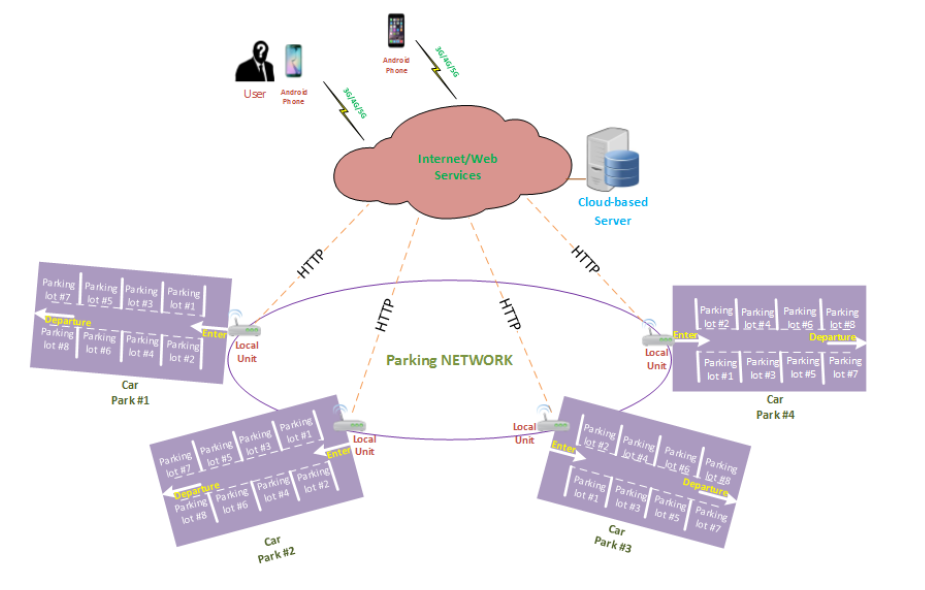 User
Android
Phone
3G/4G/5G
Android
Phone
3G/4G/5G
Internet/Web
Services
Cloud-based
Server
HTTP
HTTP
HTTP
HTTP
Parking NETWORK
Parking
lot #7
Parking
lot #5
Parking
lot #3
Parking
lot #1
Departure
Enter
Parking
lot #8
Parking
lot #6
Parking
lot #4
Parking
lot #2
Local
Unit
Car
Park #1
Parking
lot #7
Parking
lot #5
Parking
lot #3
Parking
lot #1
Departure
Enter
Parking
lot #8
Parking
lot #6
Parking
lot #4
Parking
lot #2
Local
Unit
Car
Park #2
Parking
lot #2
Parking
lot #4
Parking
lot #6
Parking
lot #8
Enter
Departure
Parking
lot #1
Parking
lot #3
Parking
lot #5
Parking
lot #7
Local
Unit
Car
Park #3
Parking
lot #2
Parking
lot #4
Parking
lot #6
Parking
lot #8
Enter
Departure
Parking
lot #1
Parking
lot #3
Parking
lot #5
Parking
lot #7
Local
Unit
Car
Park #4